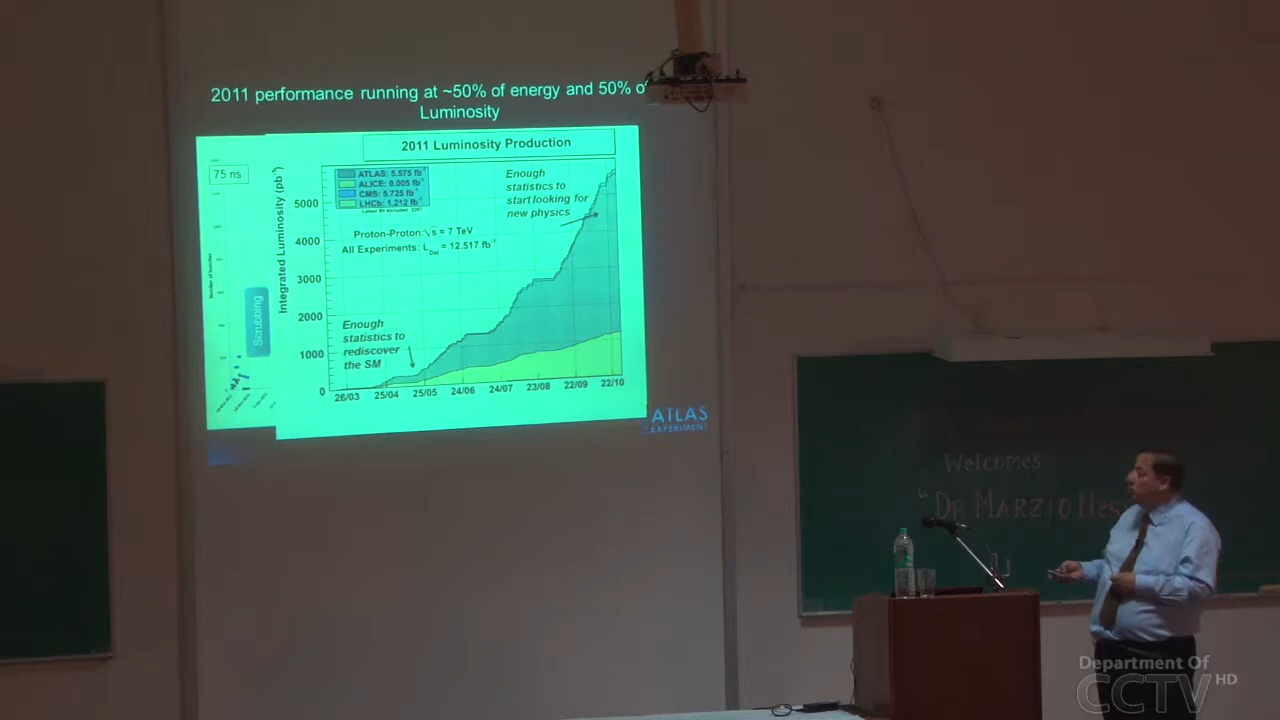 2011 performance running at ~50% of energy and 50% of
Luminosity
75 ns
Scrubbing
2011 Luminosity Production
Integrated Luminosity (pb⁻¹)
ATLAS: 5.575 fb⁻¹
ALICE: 0.005 fb⁻¹
CMS: 5.725 fb⁻¹
LHCb: 1.212 fb⁻¹
Proton-Proton: √s = 7 TeV
All Experiments: L = 12.517 fb⁻¹
Enough
statistics to
start looking for
new physics
Enough
statistics to
rediscover
the SM
5000
4000
3000
2000
1000
0
26/03 25/04 25/05 24/06 24/07 23/08 22/09 22/10
ATLAS
EXPERIMENT
Welcomes
" Dr MARZIO
Department Of
CCTV HD